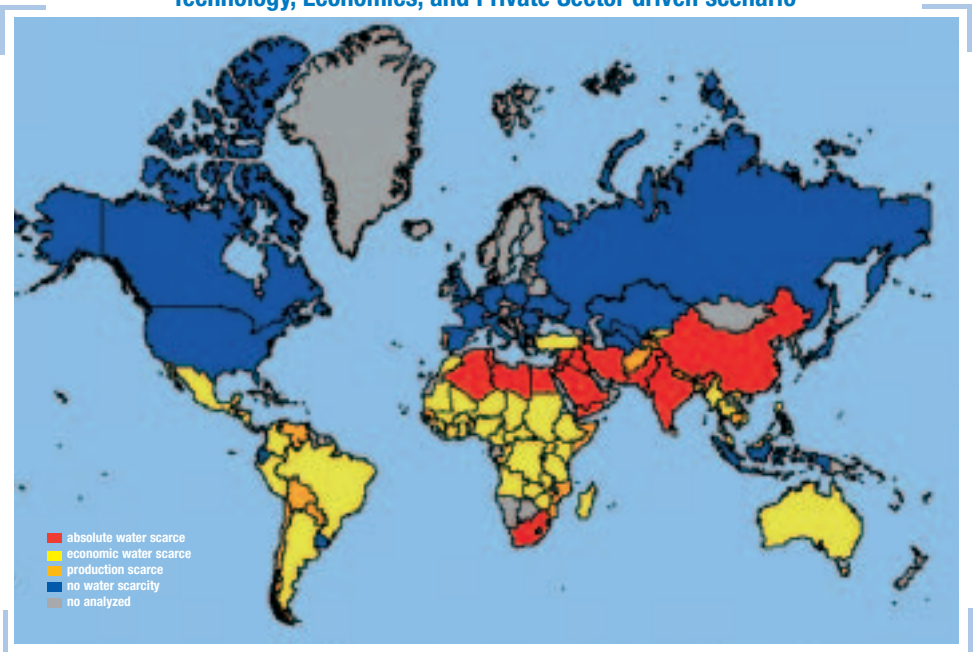 Technology, Economics, and Private Sector driven scenario
absolute water scarce
economic water scarce
production scarce
no water scarcity
no analyzed